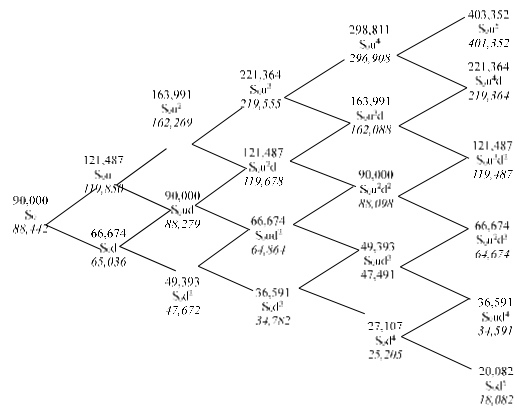 90,000
S₀
88,442
121,487
S₀u
119,850
66,674
S₀d
65,036
163,991
S₀u²
162,269
90,000
S₀ud
88,279
49,393
S₀d²
47,672
221,364
S₀u³
219,555
121,487
S₀u²d
119,678
66,674
S₀ud²
64,864
36,591
S₀d³
34,782
298,811
S₀u⁴
296,908
163,991
S₀u³d
162,088
90,000
S₀u²d²
88,098
49,393
S₀ud³
47,491
27,107
S₀d⁴
25,205
403,352
S₀u⁵
401,352
221,364
S₀u⁴d
219,364
121,487
S₀u³d²
119,487
66,674
S₀u²d³
64,674
36,591
S₀ud⁴
34,591
20,082
S₀d⁵
18,082